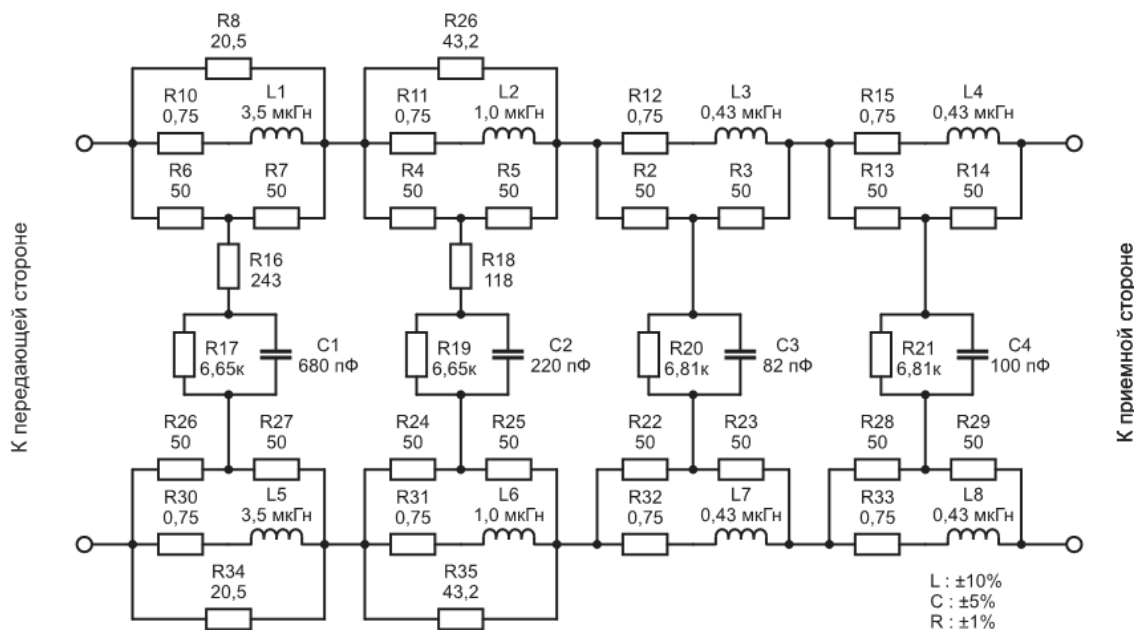 R8
20,5
R26
43,2
R10
0,75
L1
3,5 мкГн
R11
0,75
L2
1,0 мкГн
R12
0,75
L3
0,43 мкГн
R15
0,75
L4
0,43 мкГн
R6
50
R7
50
R4
50
R5
50
R2
50
R3
50
R13
50
R14
50
К передающей стороне
К приемной стороне
R16
243
R18
118
R17
6,65к
C1
680 пФ
R19
6,65к
C2
220 пФ
R20
6,81к
C3
82 пФ
R21
6,81к
C4
100 пФ
R26
50
R27
50
R24
50
R25
50
R22
50
R23
50
R28
50
R29
50
R30
0,75
L5
3,5 мкГн
R31
0,75
L6
1,0 мкГн
R32
0,75
L7
0,43 мкГн
R33
0,75
L8
0,43 мкГн
R34
20,5
R35
43,2
L : ±10%
C : ±5%
R : ±1%